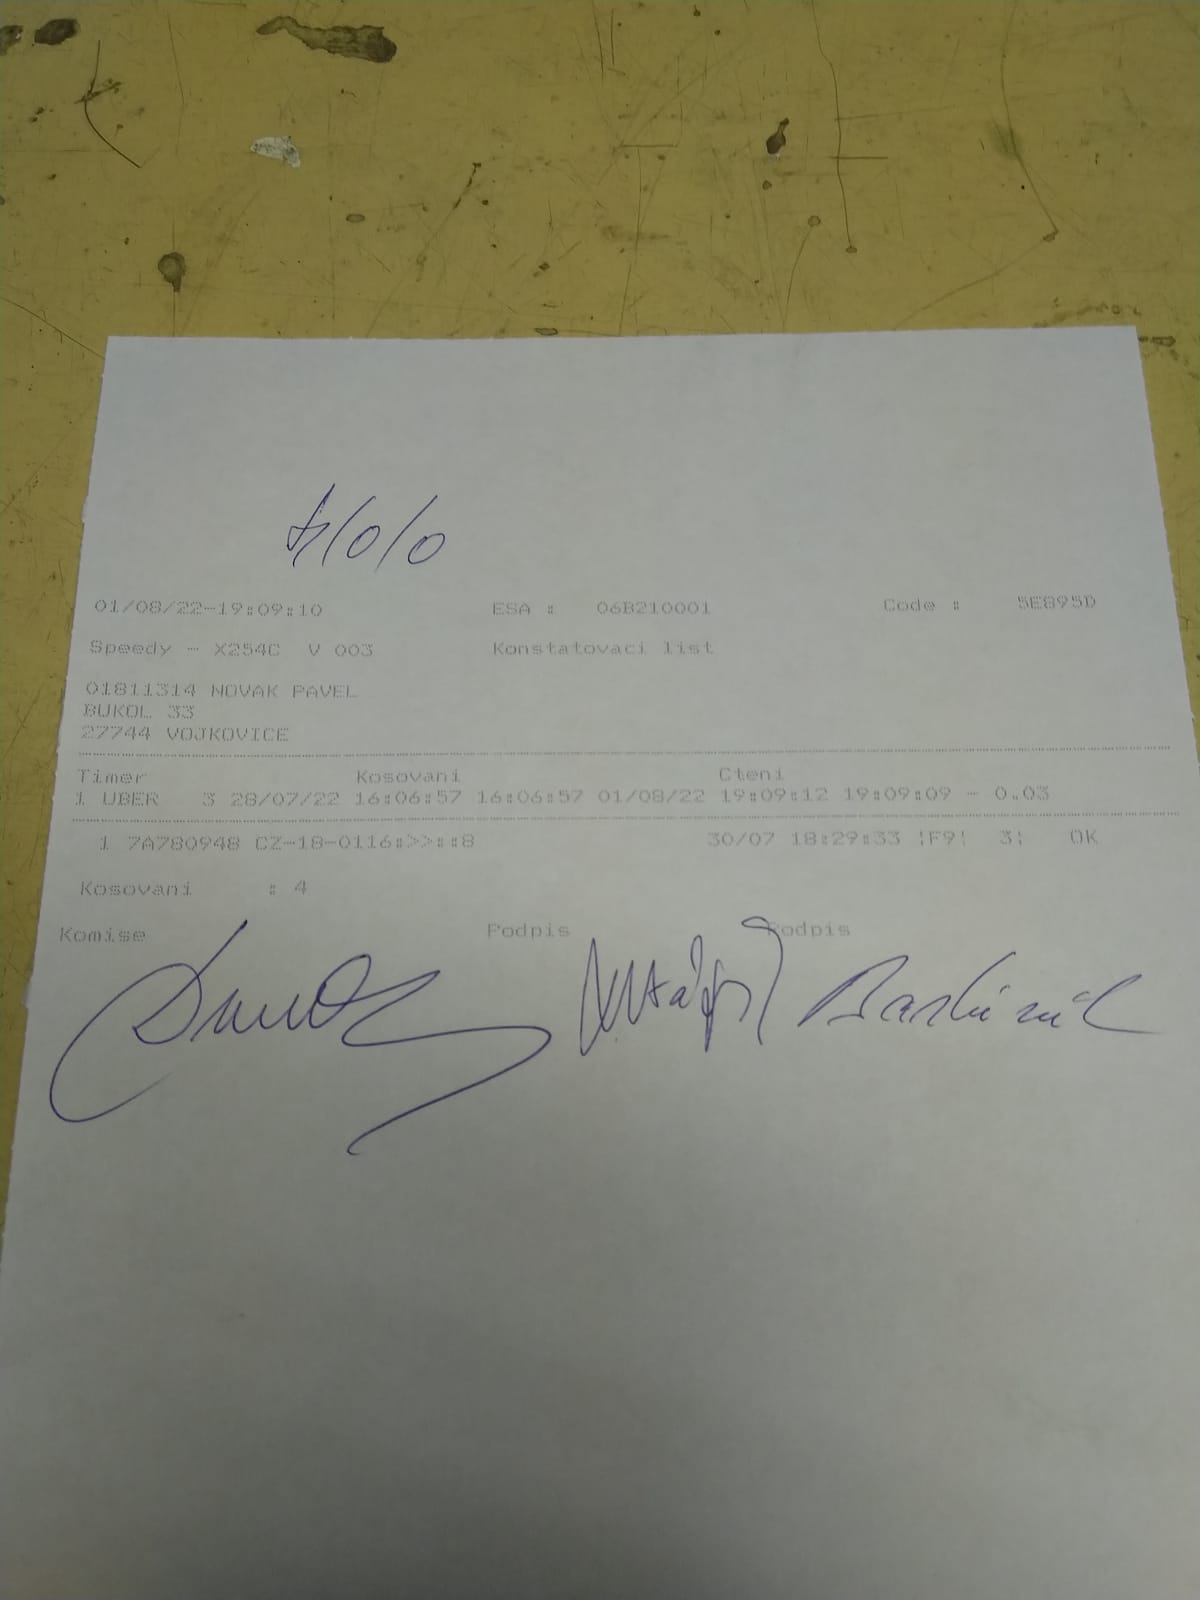 4/0/0
01/08/22-19:09:10 ESA : 06B210001 Code : 5E895D
Speedy - X254C V 003 Konstatovaci list
01811314 NOVAK PAVEL
BUKOL 33
27744 VOJKOVICE
Timer Kosovani Cteni
1 UBER 3 28/07/22 16:06:57 16:06:57 01/08/22 19:09:12 19:09:09 - 0.03
1 7A780948 CZ-18-0116:>>:::8 30/07 18:29:33 ¦F9¦ 3¦ OK
Kosovani : 4
Komise Podpis Podpis